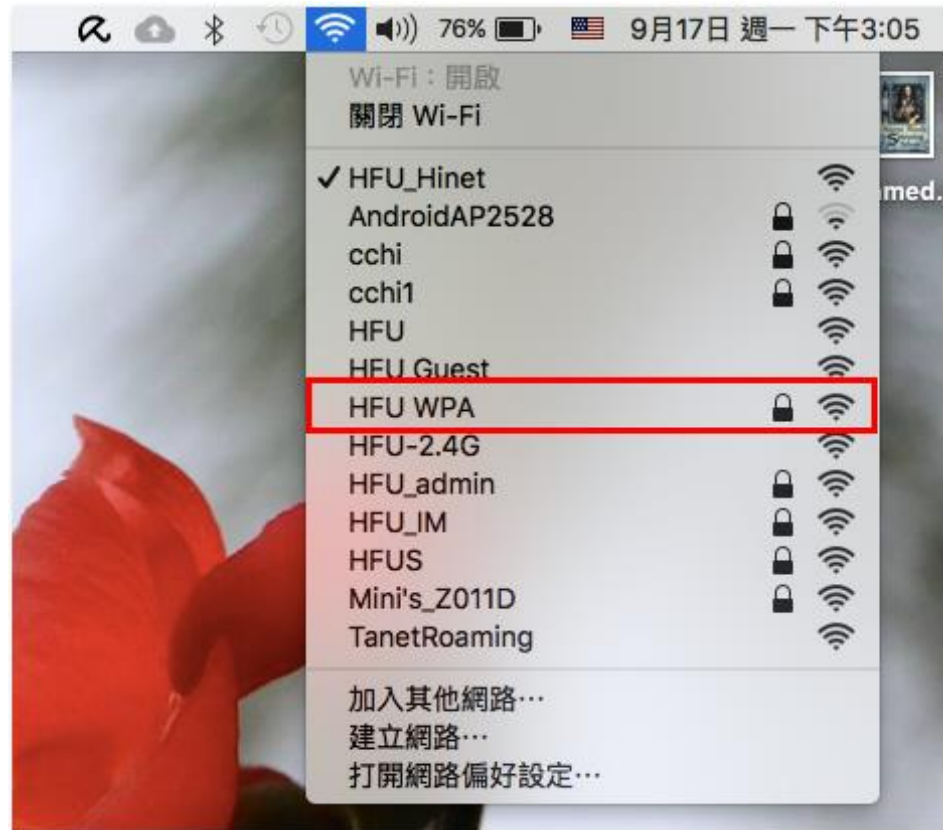 76% 9月17日 週一 下午3:05
Wi-Fi：開啟
關閉 Wi-Fi
HFU_Hinet
AndroidAP2528
cchi
cchi1
HFU
HFU Guest
HFU WPA
HFU-2.4G
HFU_admin
HFU_IM
HFUS
Mini's_Z011D
TanetRoaming
加入其他網路⋯
建立網路⋯
打開網路偏好設定⋯